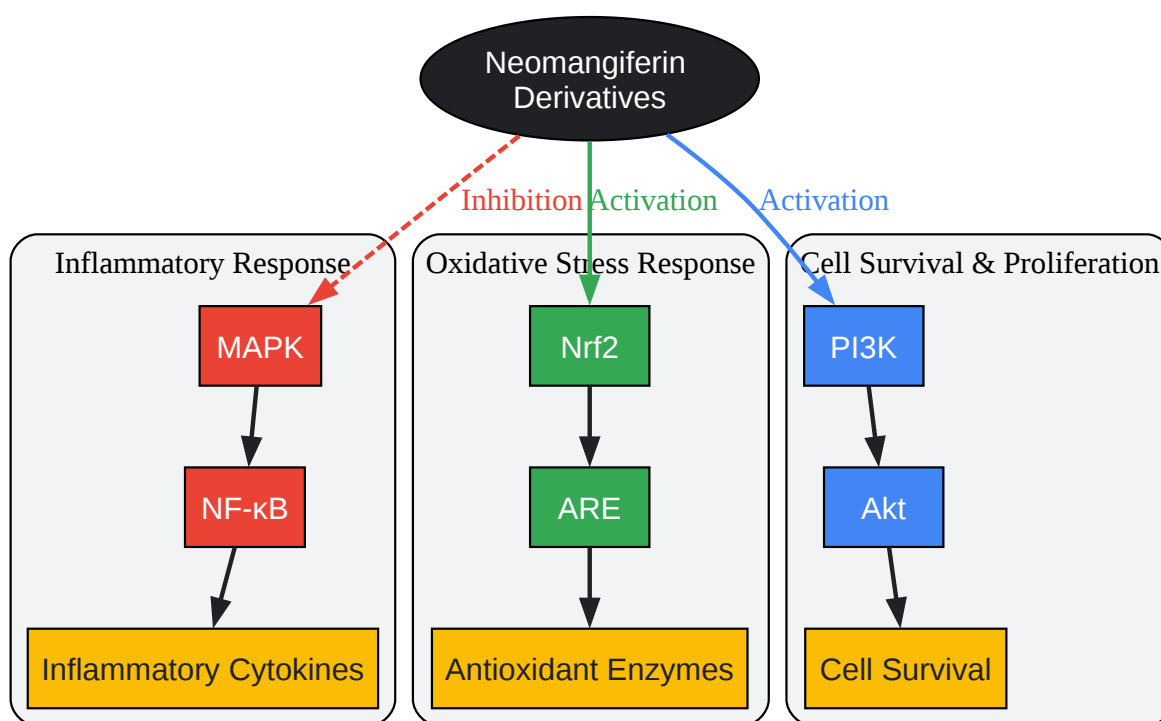 Neomangiferin
Derivatives
Inhibition
Activation
Activation
Inflammatory Response
Oxidative Stress Response
Cell Survival & Proliferation
MAPK
Nrf2
PI3K
NF-κB
ARE
Akt
Inflammatory Cytokines
Antioxidant Enzymes
Cell Survival